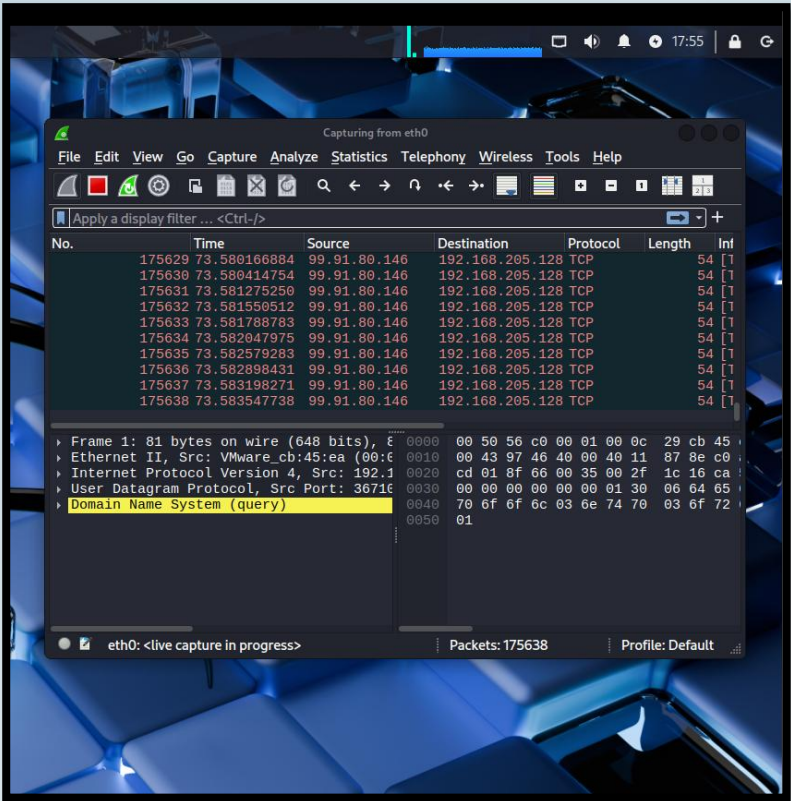 17:55
Capturing from eth0
File Edit View Go Capture Analyze Statistics Telephony Wireless Tools Help
Apply a display filter … <Ctrl-/>
No. Time Source Destination Protocol Length Inf
175629 73.580166884 99.91.80.146 192.168.205.128 TCP 54 [T
175630 73.580414754 99.91.80.146 192.168.205.128 TCP 54 [T
175631 73.581275250 99.91.80.146 192.168.205.128 TCP 54 [T
175632 73.581550512 99.91.80.146 192.168.205.128 TCP 54 [T
175633 73.581788783 99.91.80.146 192.168.205.128 TCP 54 [T
175634 73.582047975 99.91.80.146 192.168.205.128 TCP 54 [T
175635 73.582579283 99.91.80.146 192.168.205.128 TCP 54 [T
175636 73.582898431 99.91.80.146 192.168.205.128 TCP 54 [T
175637 73.583198271 99.91.80.146 192.168.205.128 TCP 54 [T
175638 73.583547738 99.91.80.146 192.168.205.128 TCP 54 [T
Frame 1: 81 bytes on wire (648 bits), 0000 00 50 56 c0 00 01 00 0c 29 cb 45
Ethernet II, Src: VMware_cb:45:ea (00: 0010 00 43 97 46 40 00 40 11 87 8e c0
Internet Protocol Version 4, Src: 192.1 0020 cd 01 8f 66 00 35 00 2f 1c 16 ca
User Datagram Protocol, Src Port: 36710 0030 00 00 00 00 00 00 01 30 06 64 65
Domain Name System (query) 0040 70 6f 6f 6c 03 6e 74 70 03 6f 72
0050 01
eth0: <live capture in progress> Packets: 175638 Profile: Default